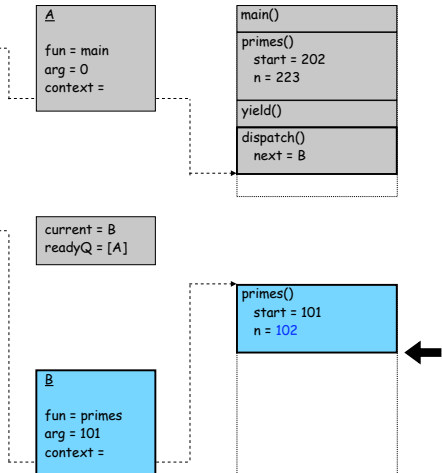 A
fun = main
arg = 0
context =
main()
primes()
start = 202
n = 223
yield()
dispatch()
next = B
current = B
readyQ = [A]
primes()
start = 101
n = 102
B
fun = primes
arg = 101
context =